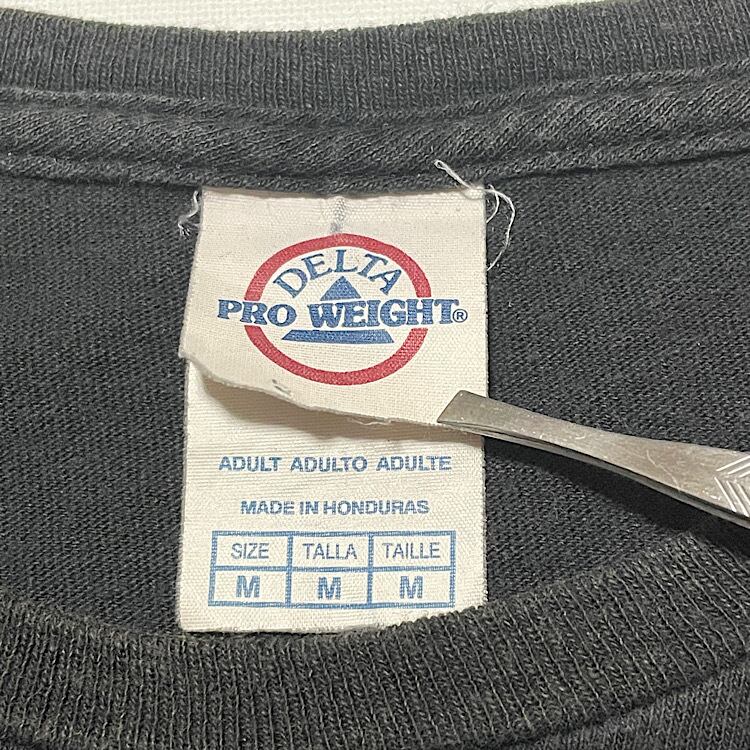 DELTA
PRO WEIGHT®
ADULT ADULTO ADULTE
MADE IN HONDURAS
SIZE TALLA TAILLE
M M M